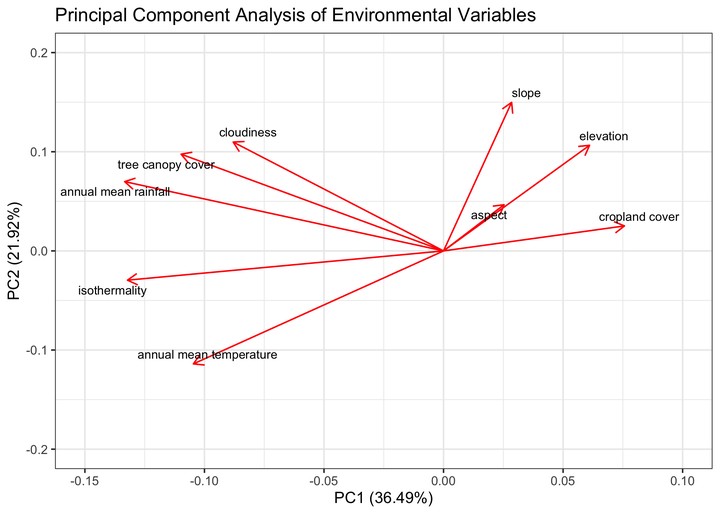 Principal Component Analysis of Environmental Variables
PC2 (21.92%)
0.2
0.1
0.0
-0.1
-0.2
slope
cloudiness
elevation
tree canopy cover
annual mean rainfall
aspect
cropland cover
isothermality
annual mean temperature
-0.15
-0.10
-0.05
0.00
0.05
0.10
PC1 (36.49%)